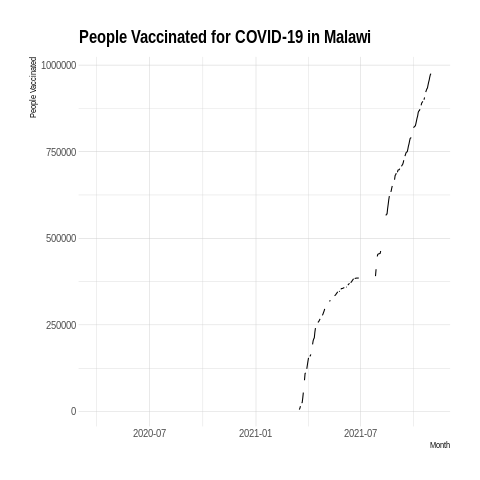 People Vaccinated for COVID-19 in Malawi
People Vaccinated
1000000
750000
500000
250000
0
2020-07 2021-01 2021-07
Month